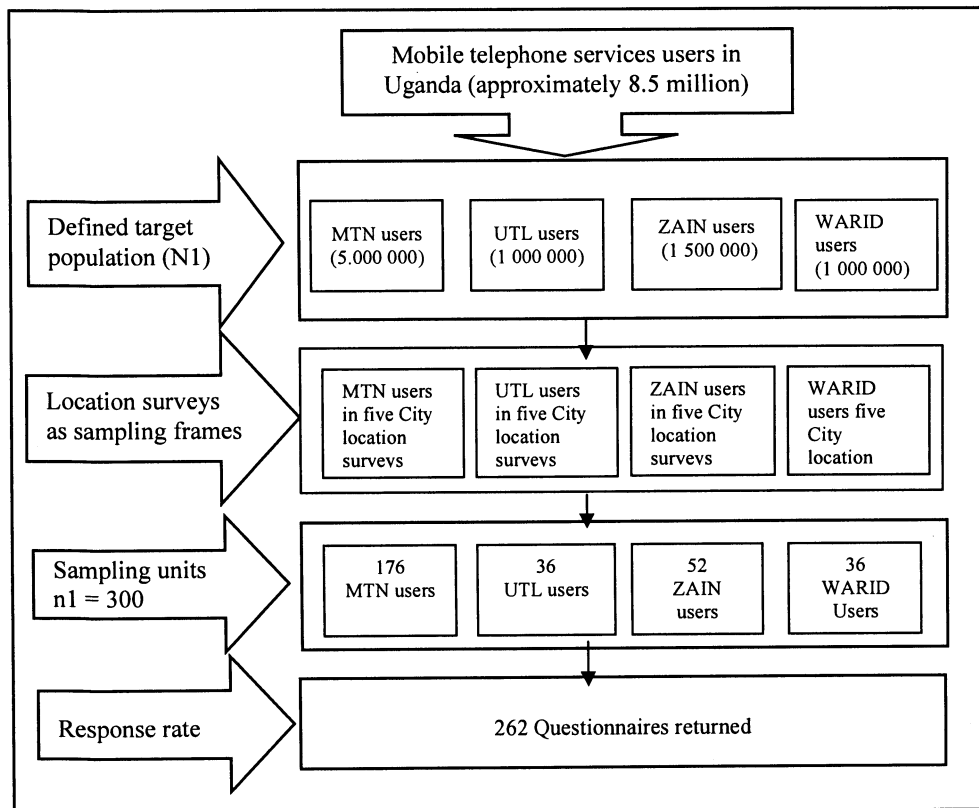 Mobile telephone services users in
Uganda (approximately 8.5 million)
Defined target
population (N1)
MTN users
(5.000 000)
UTL users
(1 000 000)
ZAIN users
(1 500 000)
WARID
users
(1 000 000)
Location surveys
as sampling frames
MTN users
in five City
location
surveys
UTL users
in five City
location
surveys
ZAIN users
in five City
location
surveys
WARID
users five
City
location
Sampling units
n1 = 300
176
MTN users
36
UTL users
52
ZAIN
users
36
WARID
Users
Response rate
262 Questionnaires returned